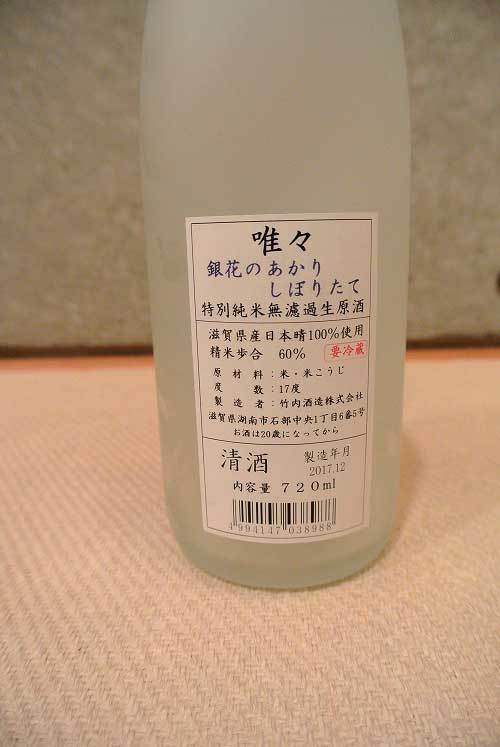 唯々
銀花のあかり
しぼりたて
特別純米無濾過生原酒
滋賀県産日本晴100%使用
精米歩合 60% 要冷蔵
原材料:米・米こうじ
度数:17度
製造者:竹内酒造株式会社
滋賀県湖南市石部中央1丁目6番5号
お酒は20歳になってから
清酒 製造年月
2017.12
内容量 720ml
4 994147 038988